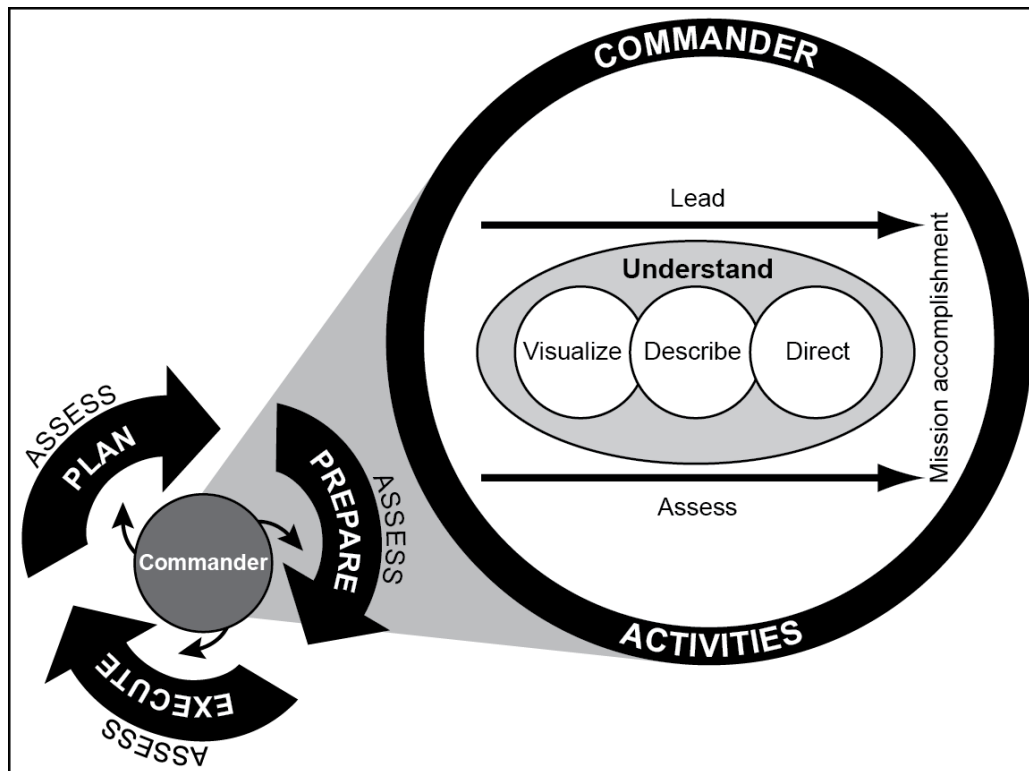 COMMANDER
Lead
Understand
Visualize
Describe
Direct
Mission accomplishment
Assess
ACTIVITIES
ASSESS
PLAN
PREPARE
ASSESS
Commander
EXECUTE
ASSESS